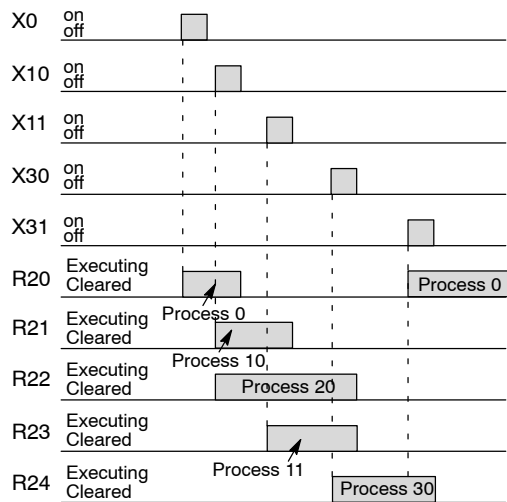 X0 on
off
X10 on
off
X11 on
off
X30 on
off
X31 on
off
R20 Executing
Cleared
Process 0
Process 0
R21 Executing
Cleared
Process 10
R22 Executing
Cleared
Process 20
R23 Executing
Cleared
Process 11
R24 Executing
Cleared
Process 30